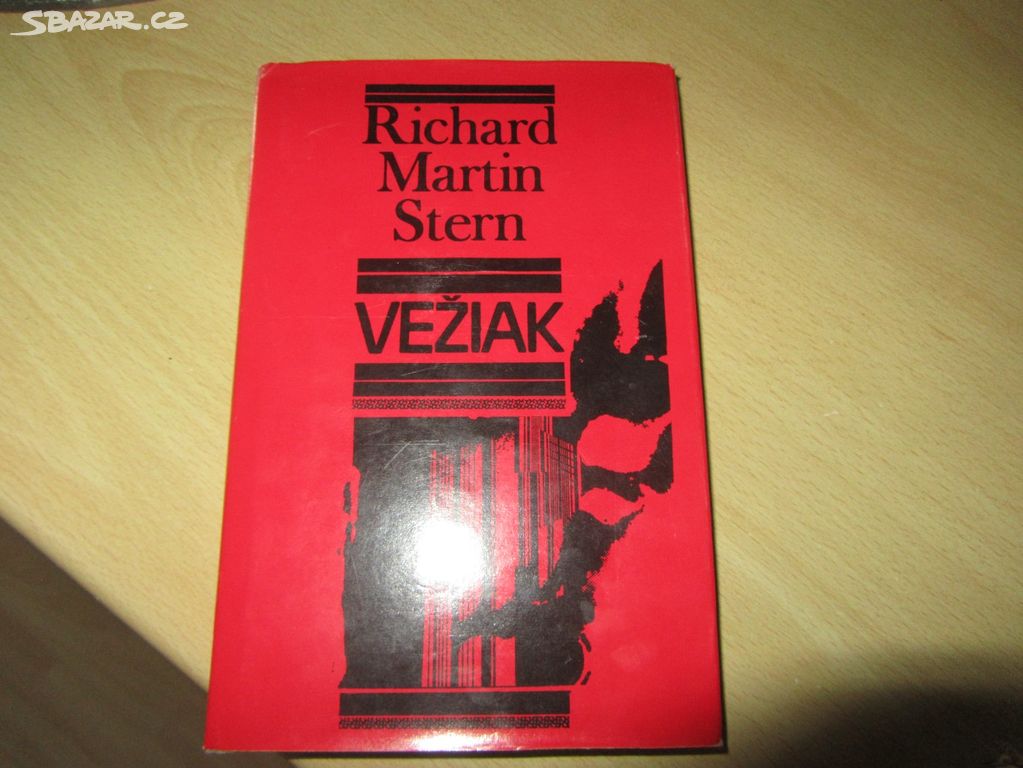 SBAZAR.CZ
Richard
Martin
Stern
VEŽIAK